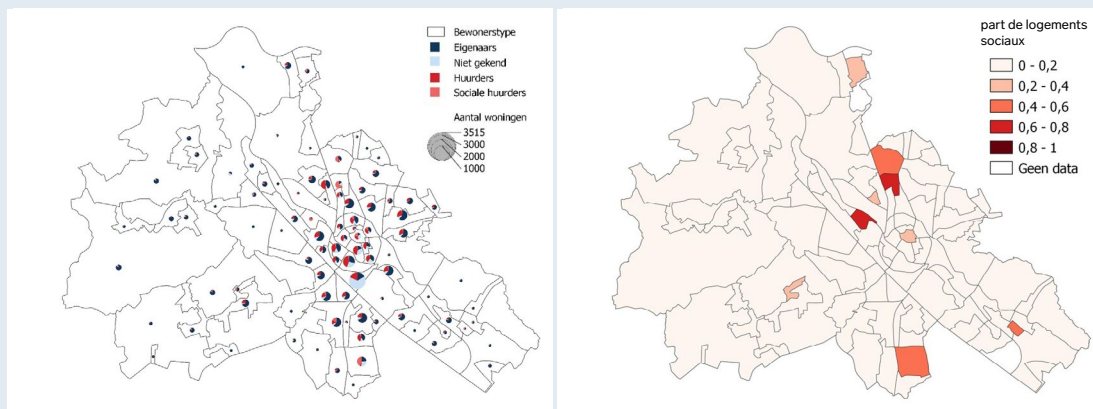 Bewonerstype
Eigenaars
Niet gekend
Huurders
Sociale huurders
Aantal woningen
3515
3000
2000
1000
part de logements
sociaux
0 - 0,2
0,2 - 0,4
0,4 - 0,6
0,6 - 0,8
0,8 - 1
Geen data